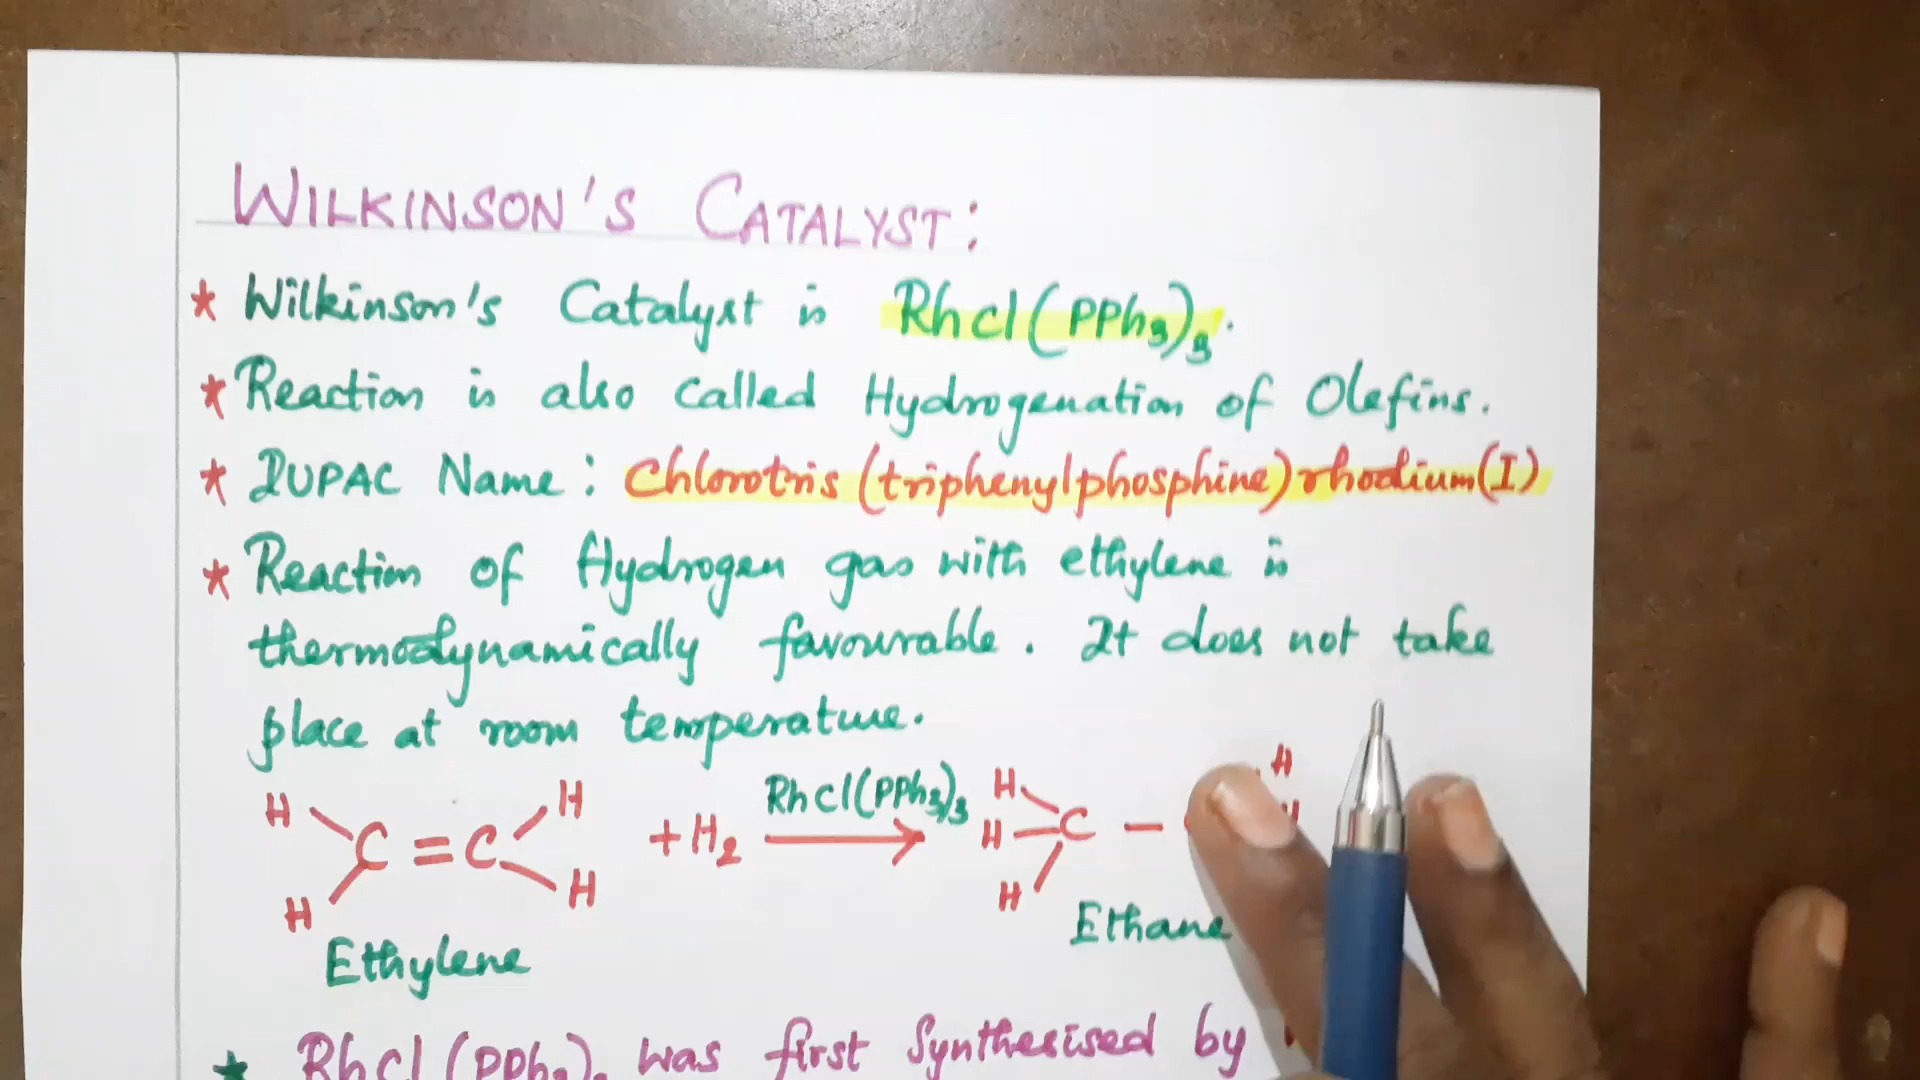 WILKINSON'S CATALYST:
* Wilkinson's Catalyst is RhCl(PPh3)3.
* Reaction is also called Hydrogenation of Olefins.
* IUPAC Name: Chlorotris (triphenylphosphine) rhodium(I)
* Reaction of Hydrogen gas with ethylene is
thermodynamically favourable. It does not take
place at room temperature.
H H RhCl(PPh3)3 H H
C=C +H2 → H-C- H
H H H
Ethylene Ethane
* RhCl(PPh3)3 was first Synthesised by